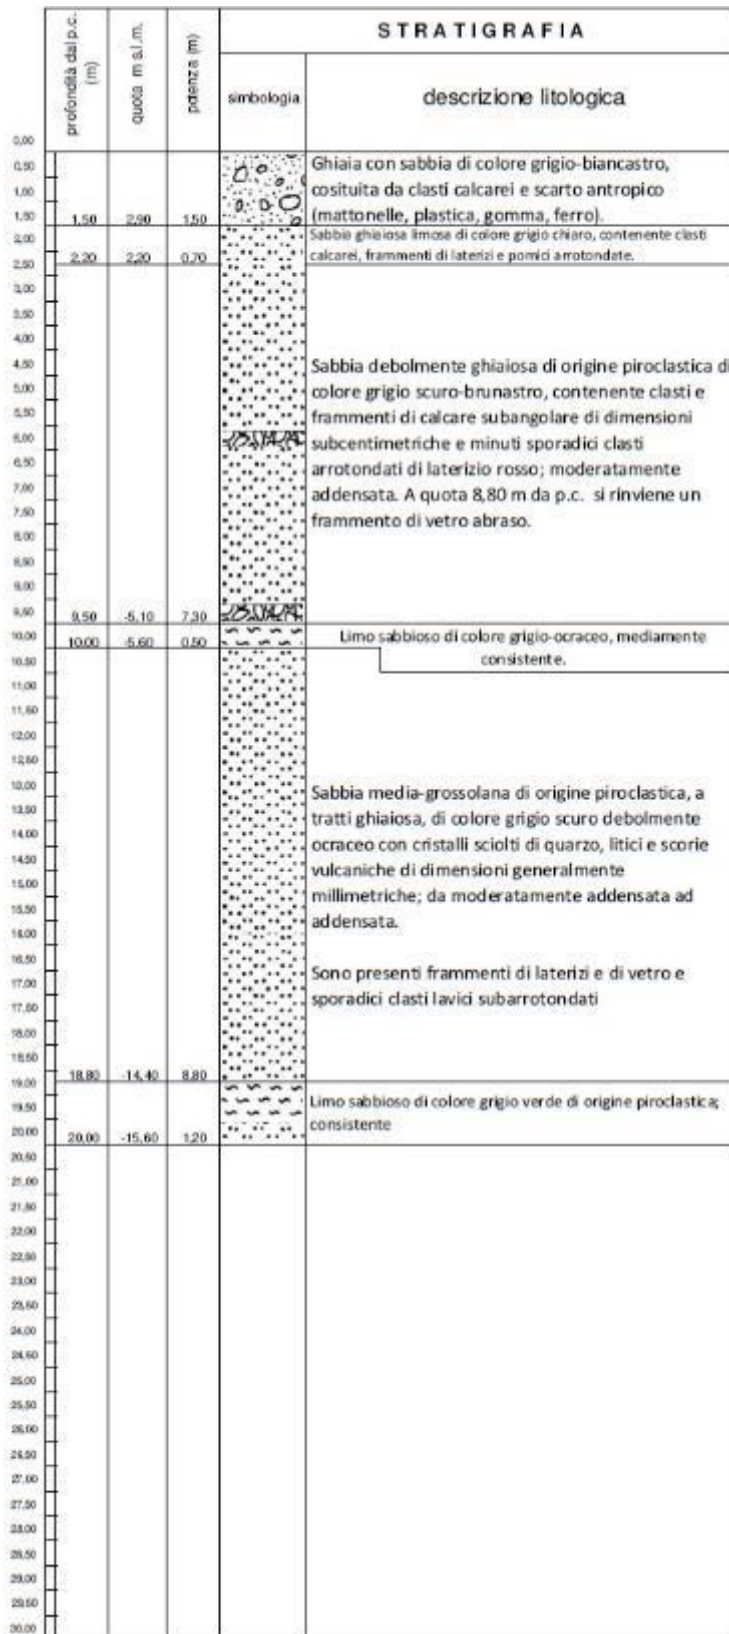 STRATIGRAFIA
profondità dal p.c. (m)
quota m s.l.m.
potenza (m)
simbologia
descrizione litologica
0,00
0,50
1,00
1,50
2,00
2,50
3,00
3,50
4,00
4,50
5,00
5,50
6,00
6,50
7,00
7,50
8,00
8,50
9,00
9,50
10,00
10,50
11,00
11,50
12,00
12,50
13,00
13,50
14,00
14,50
15,00
15,50
16,00
16,50
17,00
17,50
18,00
18,50
19,00
19,50
20,00
20,50
21,00
21,50
22,00
22,50
23,00
23,50
24,00
24,50
25,00
25,50
26,00
26,50
27,00
27,50
28,00
28,50
29,00
29,50
30,00
1,50 2,90 1,50
Ghiaia con sabbia di colore grigio-biancastro,
cosituita da clasti calcarei e scarto antropico
(mattonelle, plastica, gomma, ferro).
2,20 2,20 0,70
Sabbia ghiaiosa limosa di colore grigio chiaro, contenente clasti
calcarei, frammenti di laterizi e pomici arrotondate.
9,50 -5,10 7,30
Sabbia debolmente ghiaiosa di origine piroclastica di
colore grigio scuro-brunastro, contenente clasti e
frammenti di calcare subangolare di dimensioni
subcentimetriche e minuti sporadici clasti
arrotondati di laterizio rosso; moderatamente
addensata. A quota 8,80 m da p.c. si rinviene un
frammento di vetro abraso.
10,00 -5,60 0,50
Limo sabbioso di colore grigio-ocraceo, mediamente
consistente.
18,80 -14,40 8,80
Sabbia media-grossolana di origine piroclastica, a
tratti ghiaiosa, di colore grigio scuro debolmente
ocraceo con cristalli sciolti di quarzo, litici e scorie
vulcaniche di dimensioni generalmente
millimetriche; da moderatamente addensata ad
addensata.
Sono presenti frammenti di laterizi e di vetro e
sporadici clasti lavici subarrotondati
20,00 -15,60 1,20
Limo sabbioso di colore grigio verde di origine piroclastica;
consistente